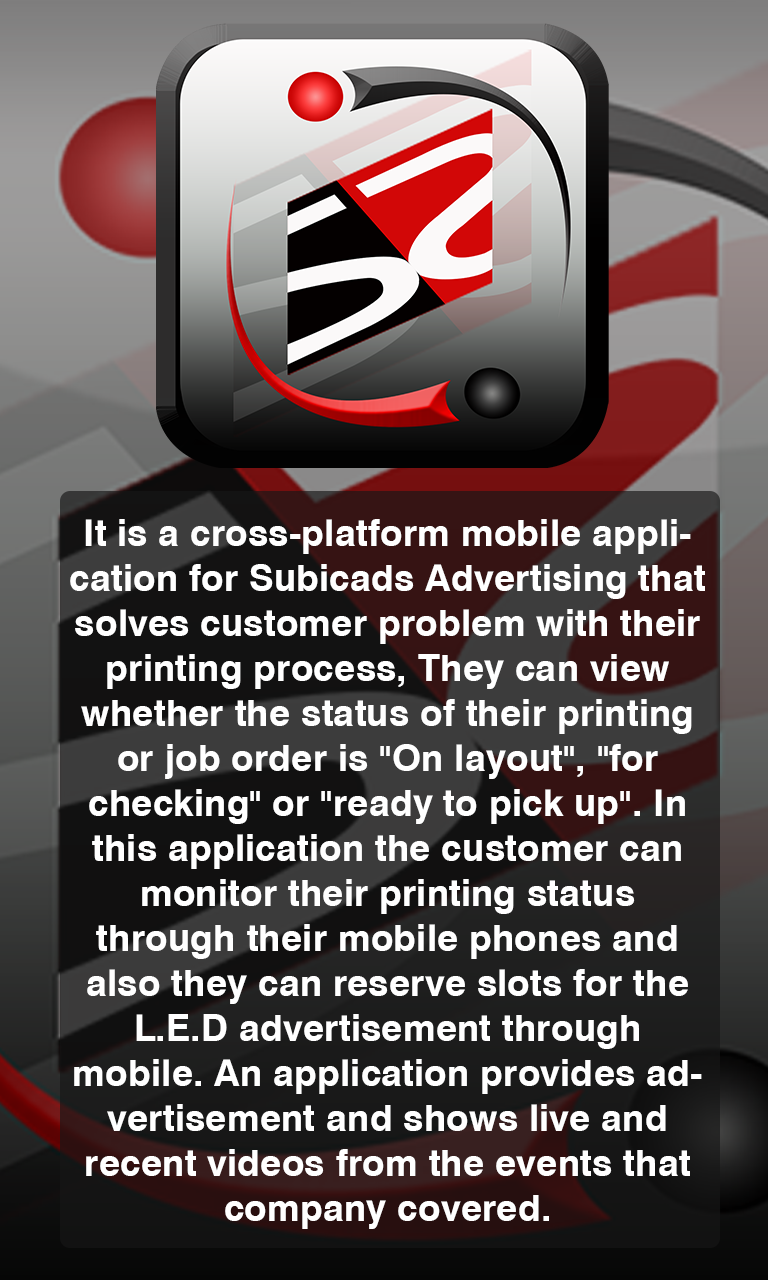 It is a cross-platform mobile appli-
cation for Subicads Advertising that
solves customer problem with their
printing process, They can view
whether the status of their printing
or job order is "On layout", "for
checking" or "ready to pick up". In
this application the customer can
monitor their printing status
through their mobile phones and
also they can reserve slots for the
L.E.D advertisement through
mobile. An application provides ad-
vertisement and shows live and
recent videos from the events that
company covered.